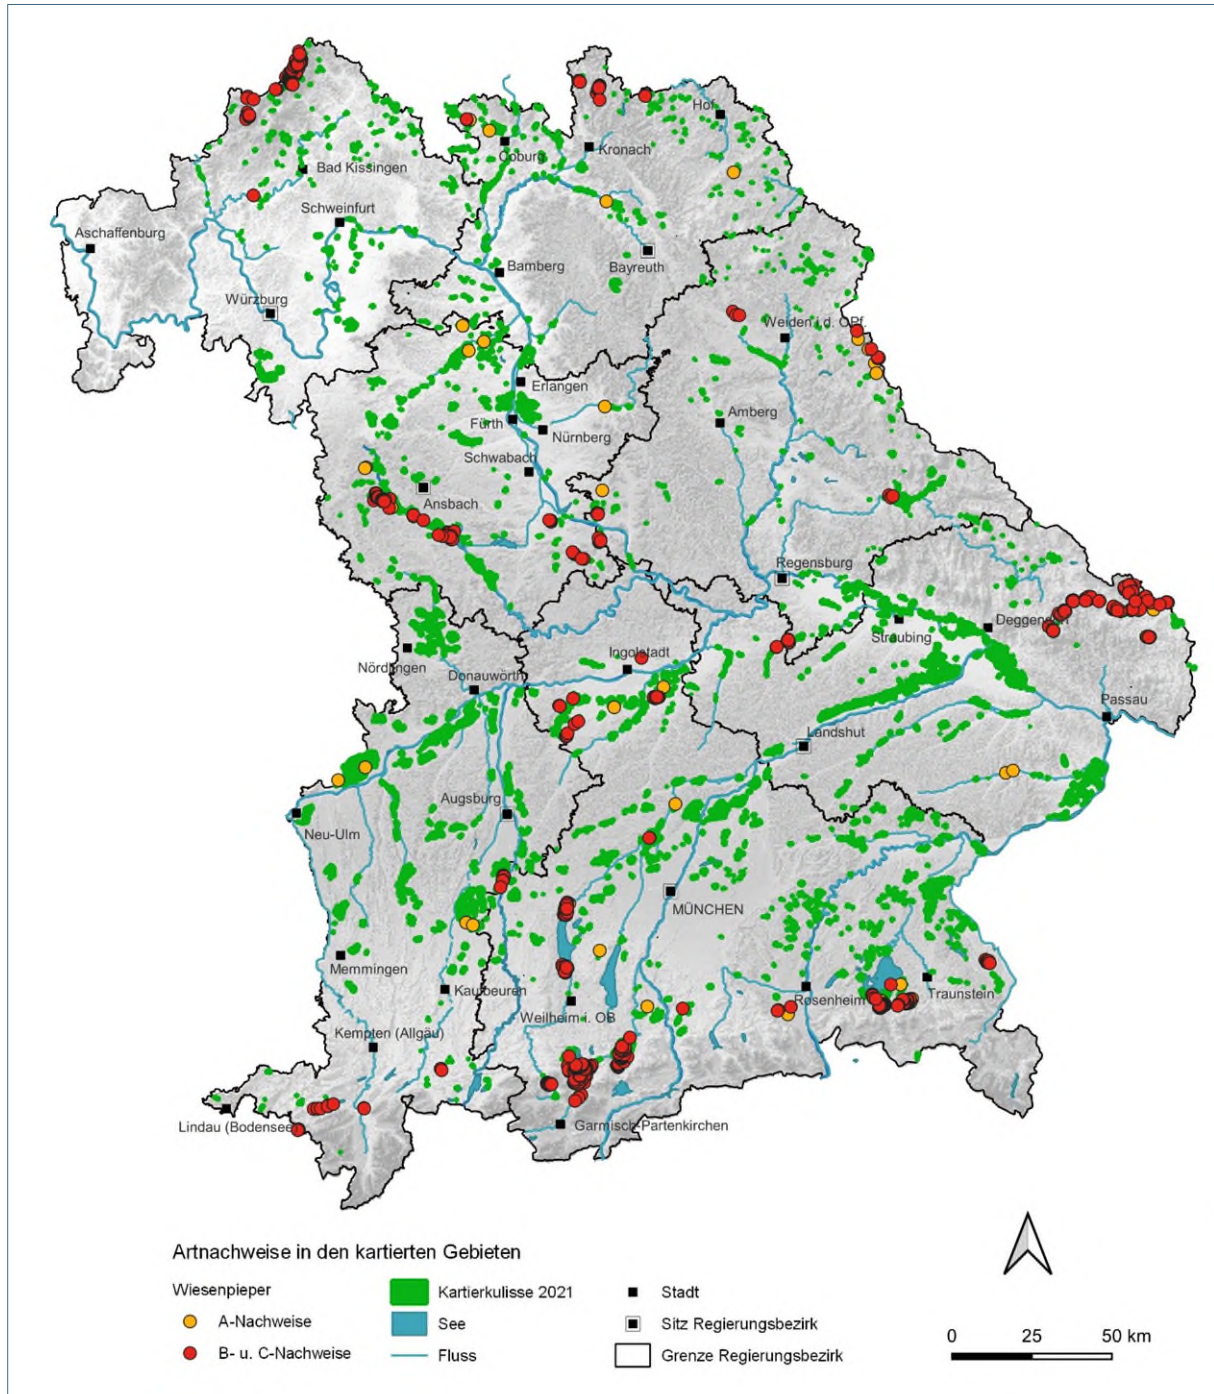 Hof
Coburg
Kronach
Bad Kissingen
Schweinfurt
Aschaffenburg
Bamberg
Bayreuth
Würzburg
Weiden i.d. OPf.
Erlangen
Amberg
Fürth
Nürnberg
Schwabach
Ansbach
Regensburg
Straubing
Deggendorf
Nördlingen
Ingolstadt
Donauwörth
Passau
Landshut
Augsburg
Neu-Ulm
MÜNCHEN
Memmingen
Kaufbeuren
Weilheim i. OB
Rosenheim
Traunstein
Kempten (Allgäu)
Lindau (Bodensee)
Garmisch-Partenkirchen
Artnachweise in den kartierten Gebieten
Wiesenpieper
A-Nachweise
B- u. C-Nachweise
Kartierkulisse 2021
See
Fluss
Stadt
Sitz Regierungsbezirk
Grenze Regierungsbezirk
0 25 50 km